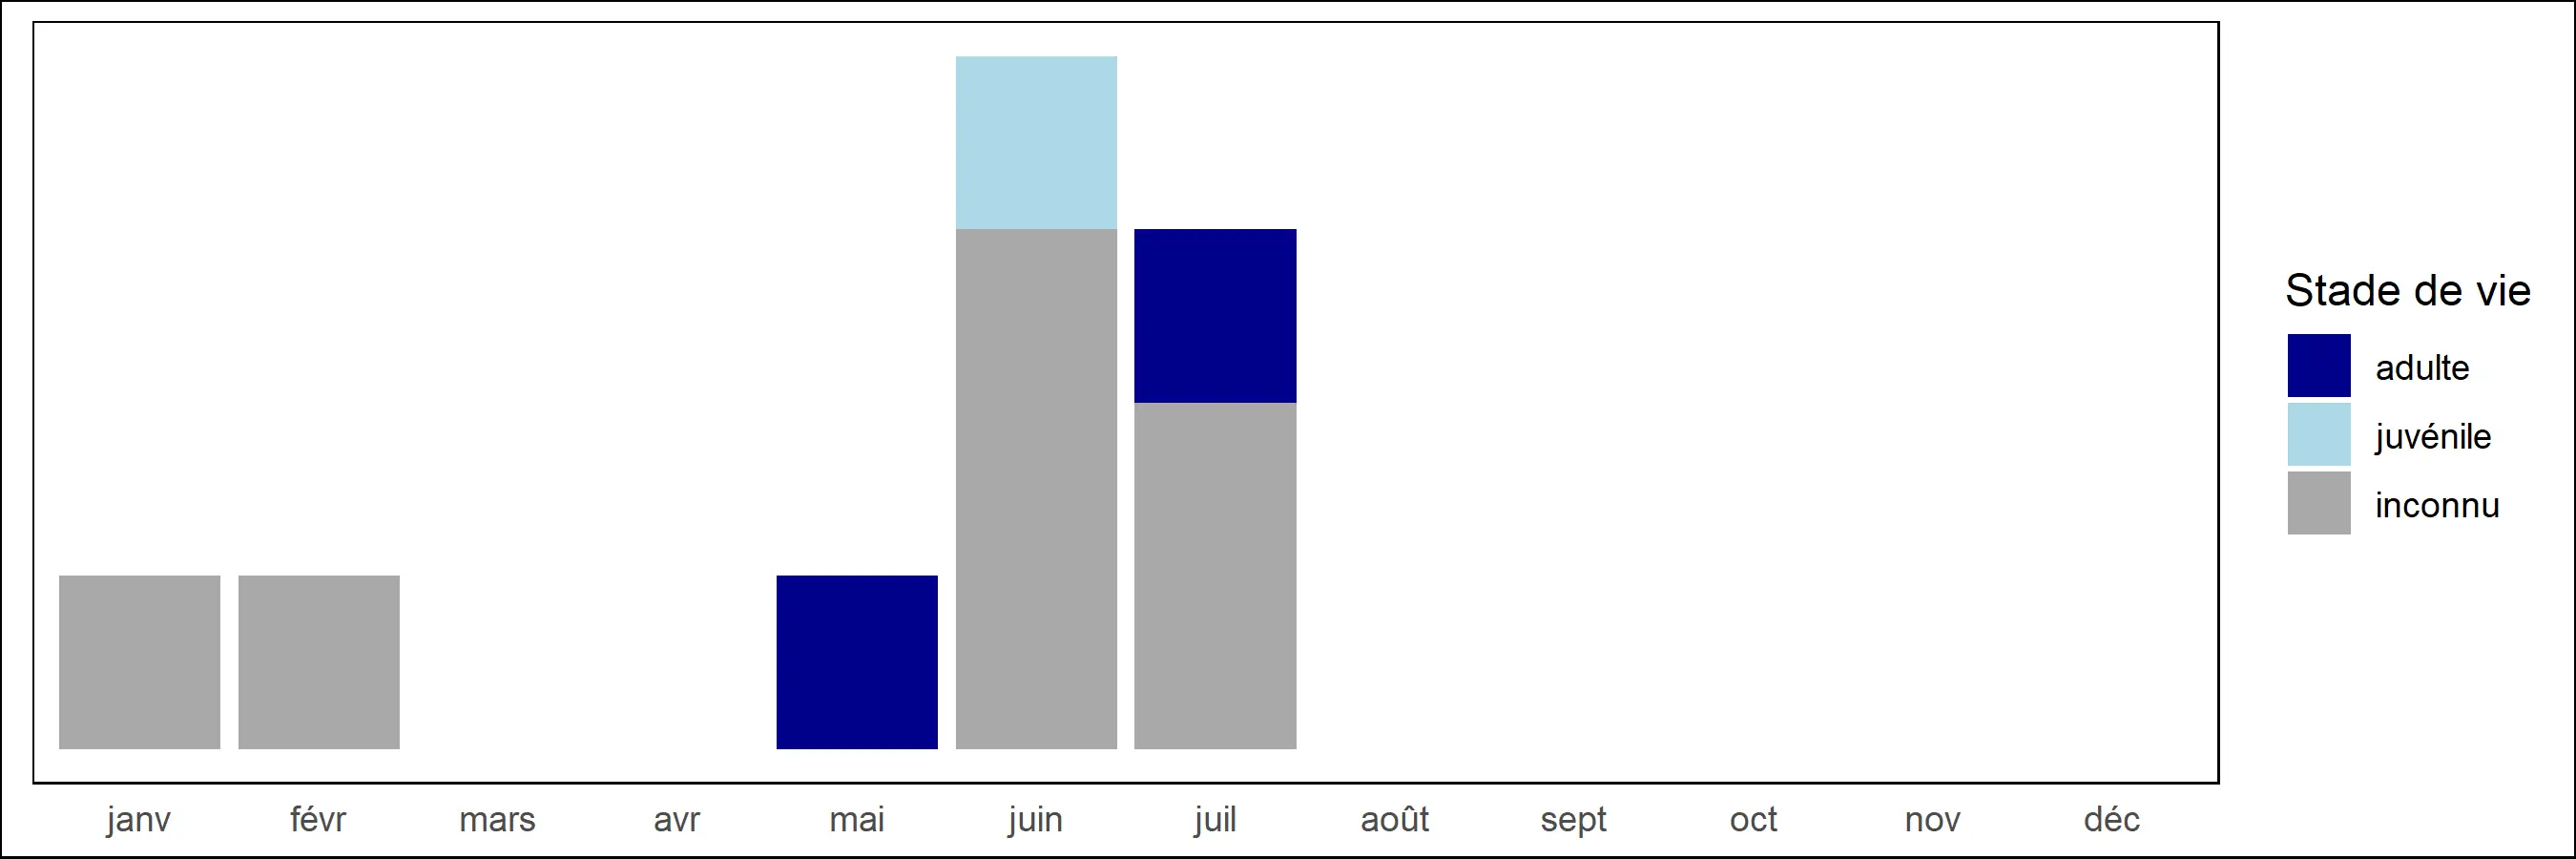 Stade de vie
adulte
juvénile
inconnu
janv févr mars avr mai juin juil août sept oct nov déc